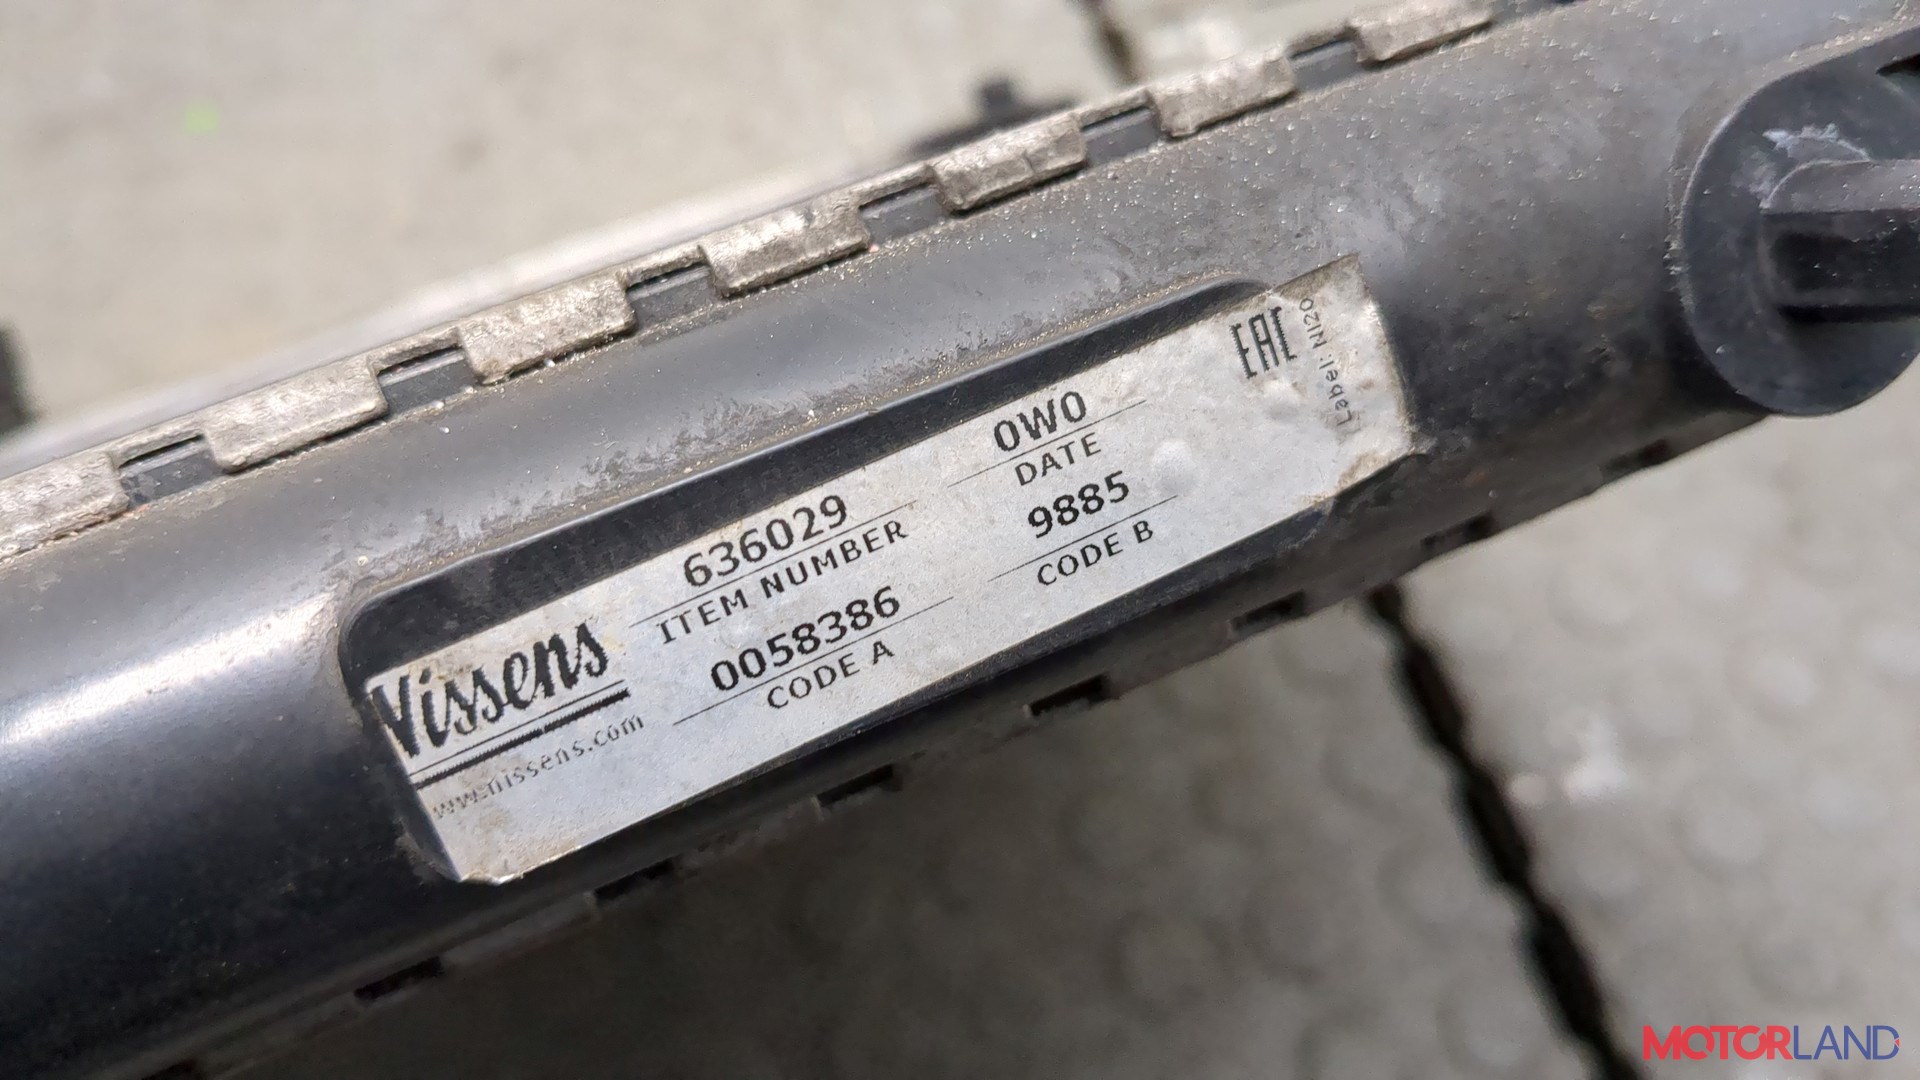 Nissens
www.nissens.com
636029
ITEM NUMBER
0W0
DATE
0058386
CODE A
9885
CODE B
EAC
Label: NI20
MOTORLAND